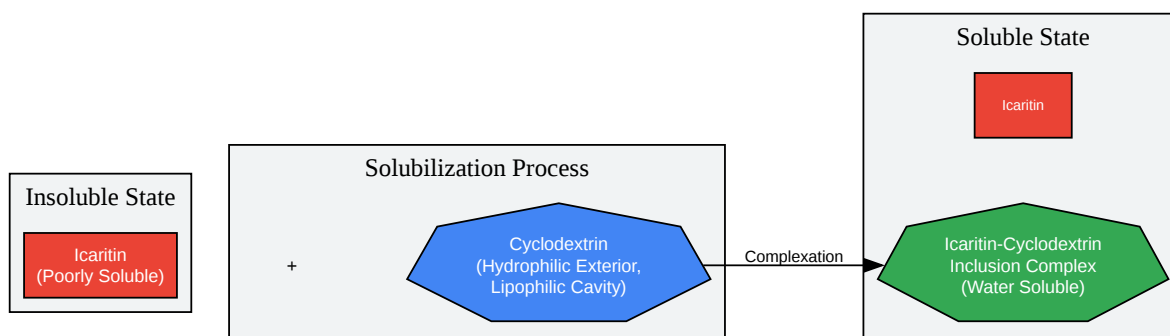 Insoluble State
Icaritin
(Poorly Soluble)
Solubilization Process
+
Cyclodextrin
(Hydrophilic Exterior,
Lipophilic Cavity)
Complexation
Soluble State
Icaritin
Icaritin-Cyclodextrin
Inclusion Complex
(Water Soluble)